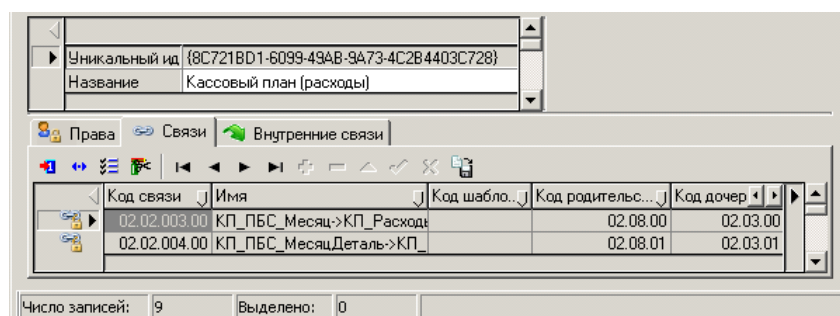 Уникальный ид {8C721BD1-6099-49AB-9A73-4C2B4403C728}
Название Кассовый план (расходы)
Права Связи Внутренние связи
Код связи Имя Код шабло... Код родительс... Код дочер
02.02.003.00 КП_ПБС_Месяц->КП_Расходы 02.08.00 02.03.00
02.02.004.00 КП_ПБС_МесяцДеталь->КП_ 02.08.01 02.03.01
Число записей: 9 Выделено: 0